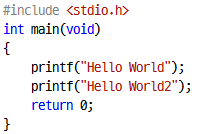 #include <stdio.h>
int main(void)
{
    printf("Hello World");
    printf("Hello World2");
    return 0;
}